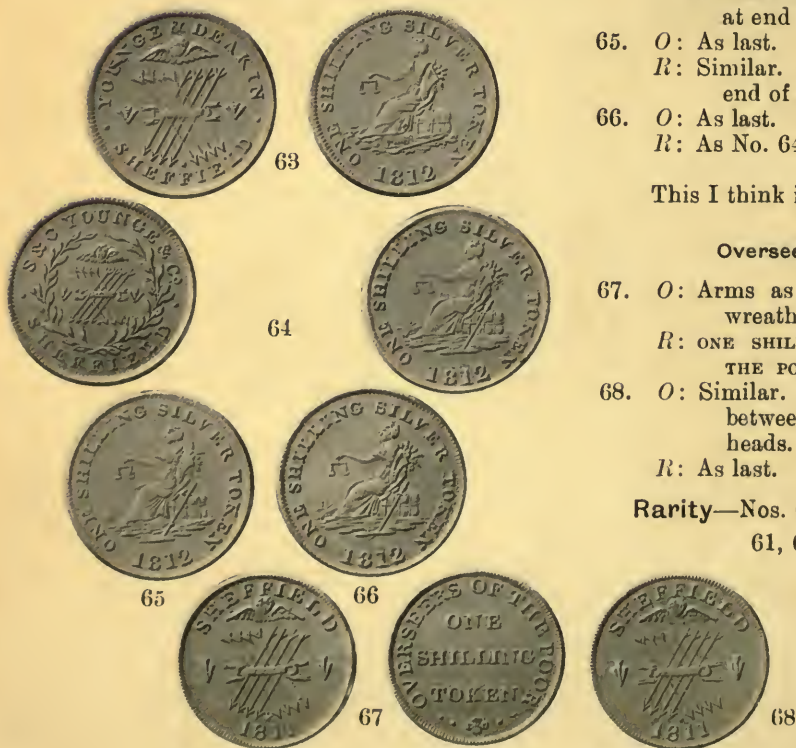 YOUNGE & DEAKIN
SHEFFIELD
63
ONE SHILLING SILVER TOKEN
1812
S & C YOUNGE & CO
SHEFFIELD
64
ONE SHILLING SILVER TOKEN
1812
ONE SHILLING SILVER TOKEN
1812
65
ONE SHILLING SILVER TOKEN
1812
66
SHEFFIELD
1811
67
OVERSEERS OF THE POOR
ONE
SHILLING
TOKEN
SHEFFIELD
1811
68
at end
65. O: As last.
R: Similar.
end of
66. O: As last.
R: As No. 64
This I think i
Oversee
67. O: Arms as
wreath
R: ONE SHIL
THE PO
68. O: Similar.
betwee
heads.
R: As last.
Rarity—Nos.
61, 6